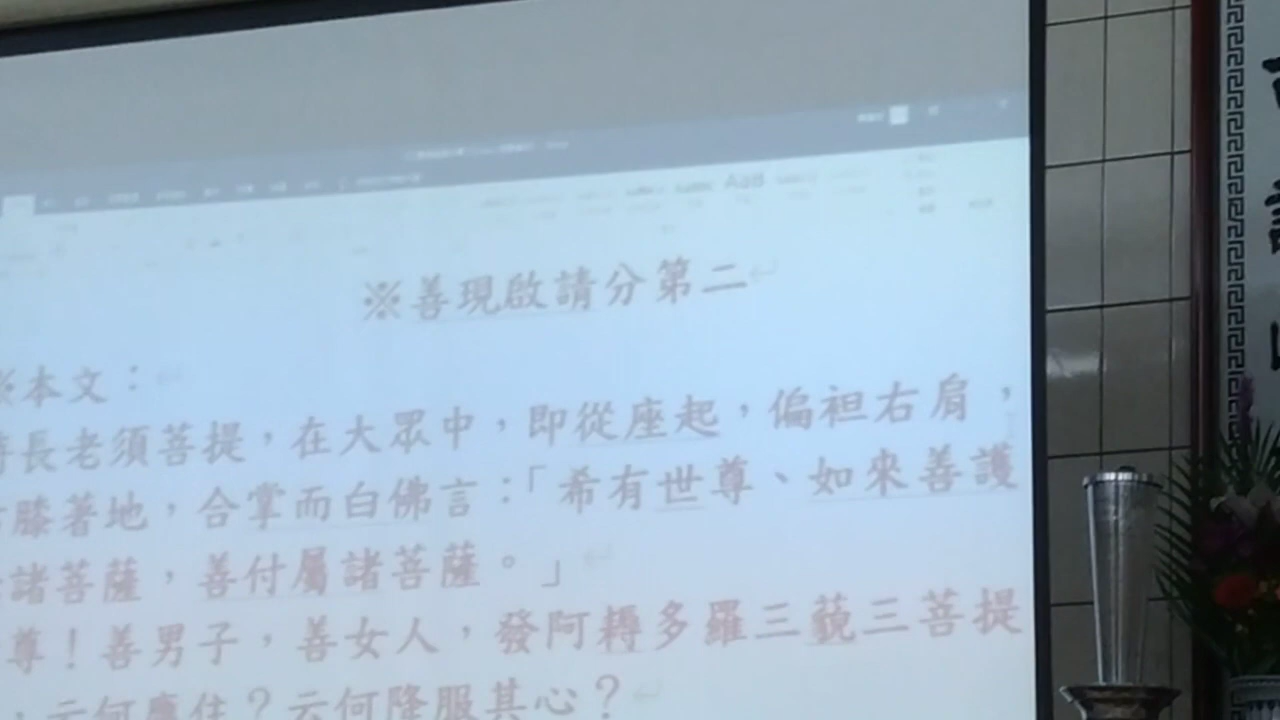 ※善現啟請分第二
※本文：
時長老須菩提，在大眾中，即從座起，偏袒右肩，
膝著地，合掌而白佛言：「希有世尊、如來善護
諸菩薩，善付屬諸菩薩。」
尊！善男子，善女人，發阿耨多羅三藐三菩提
，云何應住？云何降服其心？